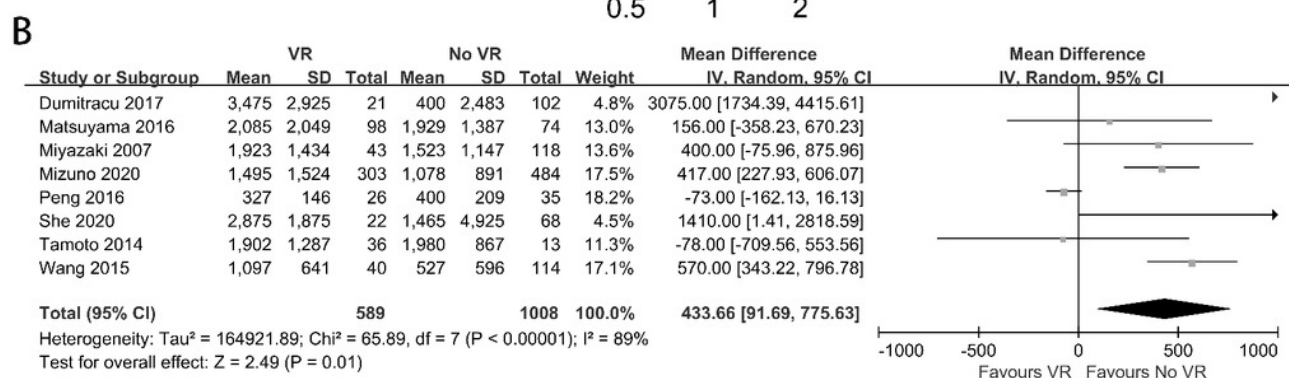 0.5 1 2
B
VR No VR Mean Difference Mean Difference
Study or Subgroup Mean SD Total Mean SD Total Weight IV, Random, 95% CI IV, Random, 95% CI
Dumitracu 2017 3,475 2,925 21 400 2,483 102 4.8% 3075.00 [1734.39, 4415.61]
Matsuyama 2016 2,085 2,049 98 1,929 1,387 74 13.0% 156.00 [-358.23, 670.23]
Miyazaki 2007 1,923 1,434 43 1,523 1,147 118 13.6% 400.00 [-75.96, 875.96]
Mizuno 2020 1,495 1,524 303 1,078 891 484 17.5% 417.00 [227.93, 606.07]
Peng 2016 327 146 26 400 209 35 18.2% -73.00 [-162.13, 16.13]
She 2020 2,875 1,875 22 1,465 4,925 68 4.5% 1410.00 [1.41, 2818.59]
Tamoto 2014 1,902 1,287 36 1,980 867 13 11.3% -78.00 [-709.56, 553.56]
Wang 2015 1,097 641 40 527 596 114 17.1% 570.00 [343.22, 796.78]
Total (95% CI) 589 1008 100.0% 433.66 [91.69, 775.63]
Heterogeneity: Tau² = 164921.89; Chi² = 65.89, df = 7 (P < 0.00001); I² = 89%
Test for overall effect: Z = 2.49 (P = 0.01)
-1000 -500 0 500 1000
Favours VR Favours No VR